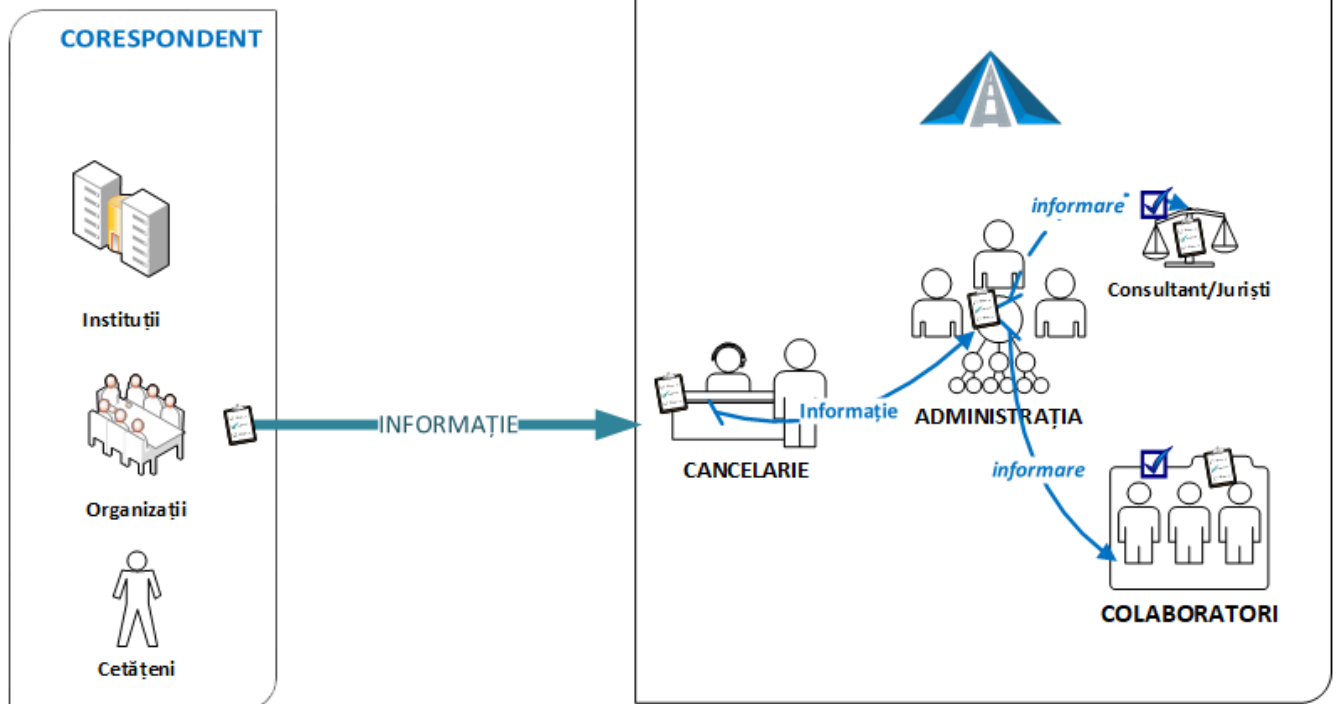 CORESPONDENT
Instituții
Organizații
Cetățeni
INFORMAȚIE
CANCELARIE
Informație
ADMINISTRAȚIA
informare
Consultant/Juriști
informare
COLABORATORI